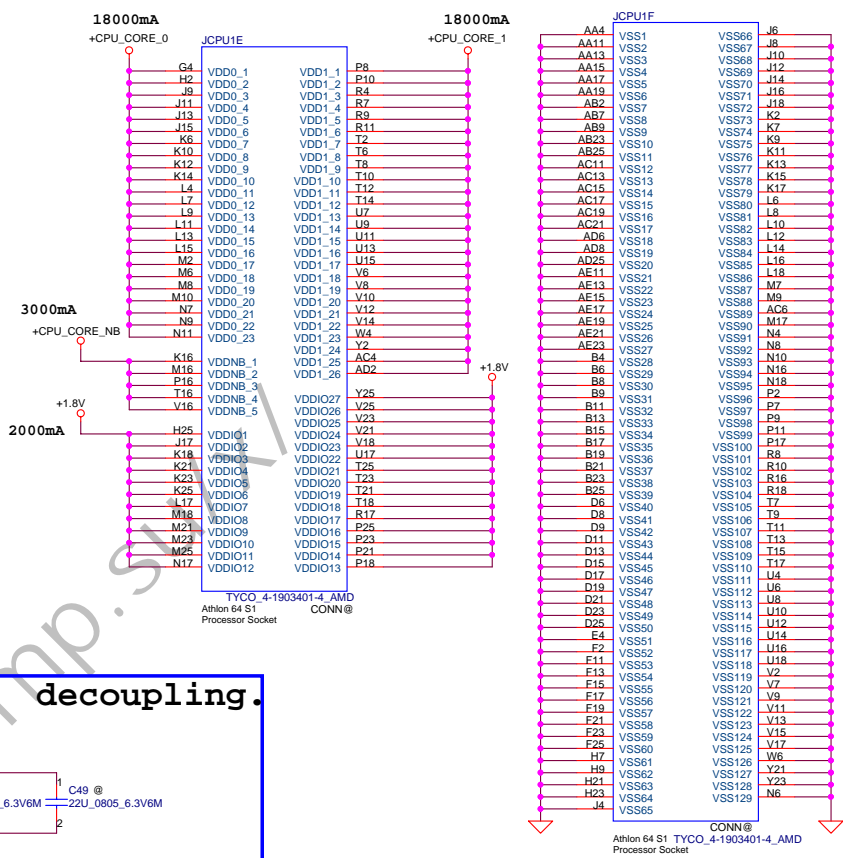 18000mA
+CPU_CORE_0
JCPU1E
18000mA
+CPU_CORE_1
G4 VDD0_1 VDD1_1 P8
H2 VDD0_2 VDD1_2 P10
J9 VDD0_3 VDD1_3 R4
J11 VDD0_4 VDD1_4 R7
J13 VDD0_5 VDD1_5 R9
J15 VDD0_6 VDD1_6 R11
K6 VDD0_7 VDD1_7 T2
K10 VDD0_8 VDD1_8 T6
K12 VDD0_9 VDD1_9 T8
K14 VDD0_10 VDD1_10 T10
L4 VDD0_11 VDD1_11 T12
L7 VDD0_12 VDD1_12 T14
L9 VDD0_13 VDD1_13 U7
L11 VDD0_14 VDD1_14 U9
L13 VDD0_15 VDD1_15 U11
L15 VDD0_16 VDD1_16 U13
M2 VDD0_17 VDD1_17 U15
M6 VDD0_18 VDD1_18 V6
M8 VDD0_19 VDD1_19 V8
M10 VDD0_20 VDD1_20 V10
N7 VDD0_21 VDD1_21 V12
N9 VDD0_22 VDD1_22 V14
N11 VDD0_23 VDD1_23 W4
VDD1_24 Y2
VDD1_25 AC4
VDD1_26 AD2
3000mA
+CPU_CORE_NB
K16 VDDNB_1
M16 VDDNB_2
P16 VDDNB_3
T16 VDDNB_4
V16 VDDNB_5
+1.8V
+1.8V
2000mA
VDDIO27 Y25
VDDIO26 V25
VDDIO25 V23
H25 VDDIO1 VDDIO24 V21
J17 VDDIO2 VDDIO23 V18
K18 VDDIO3 VDDIO22 U17
K21 VDDIO4 VDDIO21 T25
K23 VDDIO5 VDDIO20 T23
K25 VDDIO6 VDDIO19 T21
L17 VDDIO7 VDDIO18 T18
M18 VDDIO8 VDDIO17 R17
M21 VDDIO9 VDDIO16 P25
M23 VDDIO10 VDDIO15 P23
M25 VDDIO11 VDDIO14 P21
N17 VDDIO12 VDDIO13 P18
TYCO_4-1903401-4_AMD
Athlon 64 S1
Processor Socket
CONN@
JCPU1F
AA4 VSS1 VSS66 J6
AA11 VSS2 VSS67 J8
AA13 VSS3 VSS68 J10
AA15 VSS4 VSS69 J12
AA17 VSS5 VSS70 J14
AA19 VSS6 VSS71 J16
AB2 VSS7 VSS72 J18
AB7 VSS8 VSS73 K2
AB9 VSS9 VSS74 K7
AB23 VSS10 VSS75 K9
AB25 VSS11 VSS76 K11
AC11 VSS12 VSS77 K13
AC13 VSS13 VSS78 K15
AC15 VSS14 VSS79 K17
AC17 VSS15 VSS80 L6
AC19 VSS16 VSS81 L8
AC21 VSS17 VSS82 L10
AD6 VSS18 VSS83 L12
AD8 VSS19 VSS84 L14
AD25 VSS20 VSS85 L16
AE11 VSS21 VSS86 L18
AE13 VSS22 VSS87 M7
AE15 VSS23 VSS88 M9
AE17 VSS24 VSS89 AC6
AE19 VSS25 VSS90 M17
AE21 VSS26 VSS91 N4
AE23 VSS27 VSS92 N8
B4 VSS28 VSS93 N10
B6 VSS29 VSS94 N16
B8 VSS30 VSS95 N18
B9 VSS31 VSS96 P2
B11 VSS32 VSS97 P7
B13 VSS33 VSS98 P9
B15 VSS34 VSS99 P11
B17 VSS35 VSS100 P17
B19 VSS36 VSS101 R8
B21 VSS37 VSS102 R10
B23 VSS38 VSS103 R16
B25 VSS39 VSS104 R18
D6 VSS40 VSS105 T7
D8 VSS41 VSS106 T9
D9 VSS42 VSS107 T11
D11 VSS43 VSS108 T13
D13 VSS44 VSS109 T15
D15 VSS45 VSS110 T17
D17 VSS46 VSS111 U4
D19 VSS47 VSS112 U6
D21 VSS48 VSS113 U8
D23 VSS49 VSS114 U10
D25 VSS50 VSS115 U12
E4 VSS51 VSS116 U14
F2 VSS52 VSS117 U16
F11 VSS53 VSS118 U18
F13 VSS54 VSS119 V2
F15 VSS55 VSS120 V7
F17 VSS56 VSS121 V9
F19 VSS57 VSS122 V11
F21 VSS58 VSS123 V13
F23 VSS59 VSS124 V15
F25 VSS60 VSS125 V17
H7 VSS61 VSS126 W6
H9 VSS62 VSS127 Y21
H21 VSS63 VSS128 Y23
H23 VSS64 VSS129 N6
J4 VSS65
CONN@
Athlon 64 S1 TYCO_4-1903401-4_AMD
Processor Socket
decoupling.
1
C49 @
_6.3V6M 22U_0805_6.3V6M
2
mp.su/x/